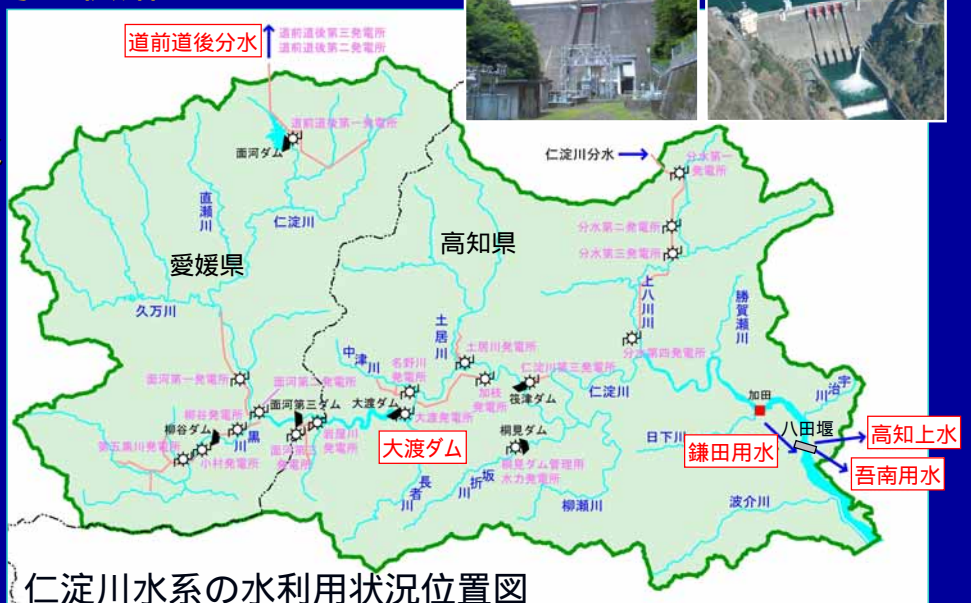 道前道後分水
道前道後第三発電所
道前道後第二発電所
道前道後第一発電所
面河ダム
仁淀川分水
分水第一
発電所
直瀬川
仁淀川
分水第二発電所
分水第三発電所
高知県
愛媛県
久万川
上八川川
勝賀瀬川
土居川
中津川
名野川
発電所
土居川発電所
仁淀川第三発電所
分水第四発電所
面河第一発電所
面河第二発電所
加枝
発電所
筏津ダム
仁淀川
宇治川
加田
柳谷発電所
面河第三ダム
大渡ダム
大渡発電所
柳谷ダム
黒川
桐見ダム
八田堰
高知上水
第五黒川発電所
小村発電所
面河第三
発電所
岩屋川
発電所
大渡ダム
日下川
鎌田用水
吾南用水
桐見ダム管理用
水力発電所
長者川
坂折川
柳瀬川
波介川
仁淀川水系の水利用状況位置図